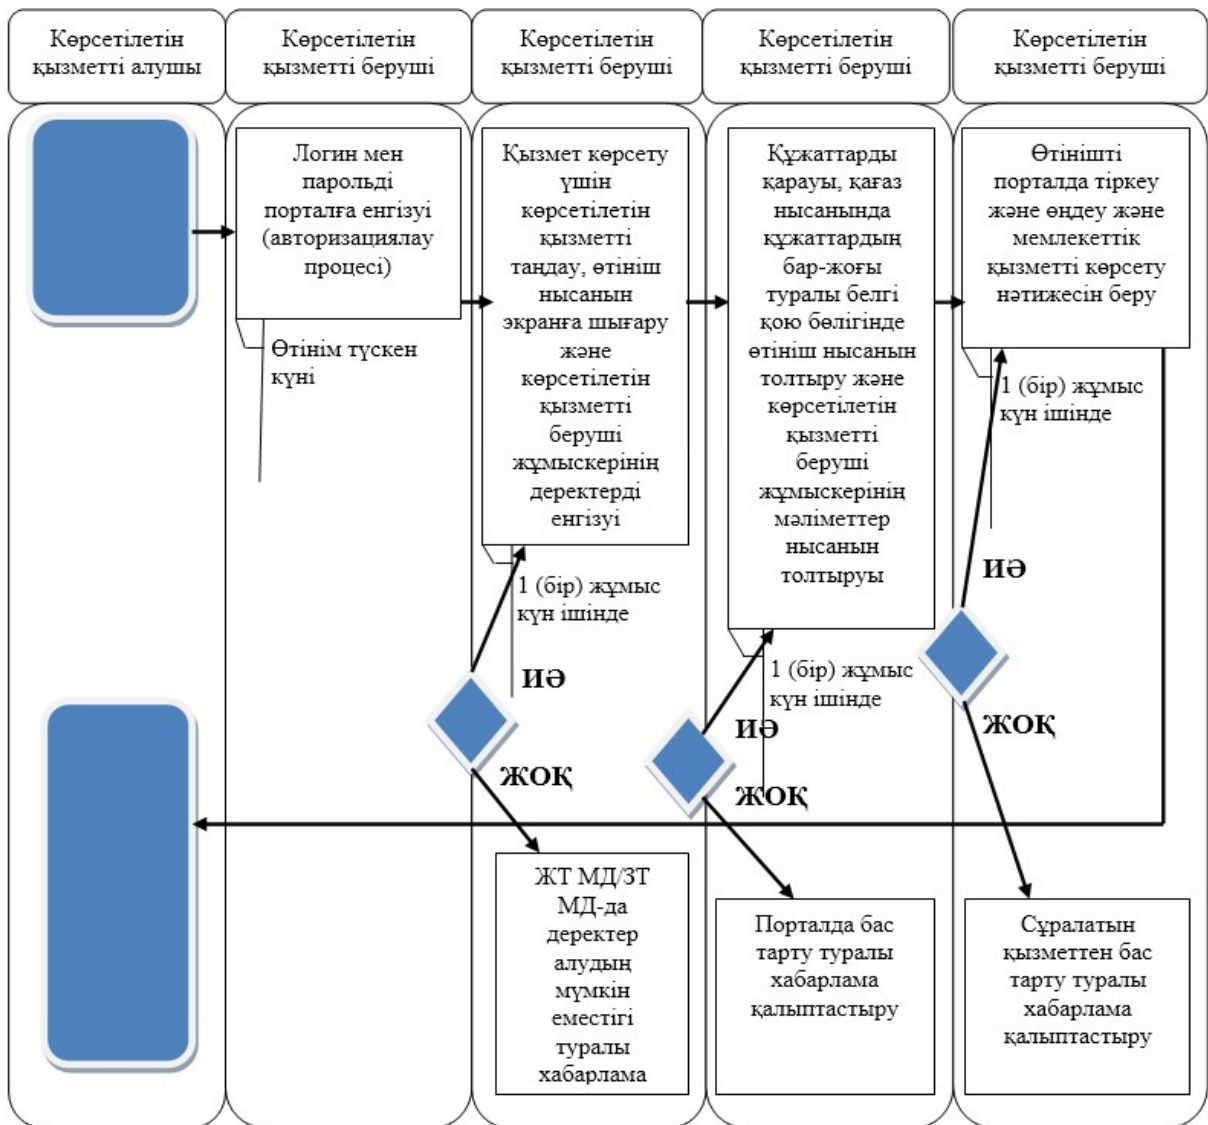 Көрсетілетін
қызметті алушы
Көрсетілетін
қызметті беруші
Көрсетілетін
қызметті беруші
Көрсетілетін
қызметті беруші
Көрсетілетін
қызметті беруші
Логин мен
парольді
порталға енгізуі
(авторизациялау
процесі)
Өтінім түскен
күні
Қызмет көрсету
үшін
көрсетілетін
қызметті
таңдау, өтініш
нысанын
экранға шығару
және
көрсетілетін
қызметті
беруші
жұмыскерінің
деректерді
енгізуі
1 (бір) жұмыс
күн ішінде
ИӘ
ЖОҚ
ЖТ МД/ЗТ
МД-да
деректер
алудың
мүмкін
еместігі
туралы
хабарлама
Құжаттарды
қарауы, қағаз
нысанында
құжаттардың
бар-жоғы
туралы белгі
қою бөлігінде
өтініш нысанын
толтыру және
көрсетілетін
қызметті
беруші
жұмыскерінің
мәліметтер
нысанын
толтыруы
1 (бір) жұмыс
күн ішінде
ИӘ
ЖОҚ
Порталда бас
тарту туралы
хабарлама
қалыптастыру
Өтінішті
порталда тіркеу
және өңдеу және
мемлекеттік
қызметті көрсету
нәтижесін беру
1 (бір) жұмыс
күн ішінде
ИӘ
ЖОҚ
Сұралатын
қызметтен бас
тарту туралы
хабарлама
қалыптастыру